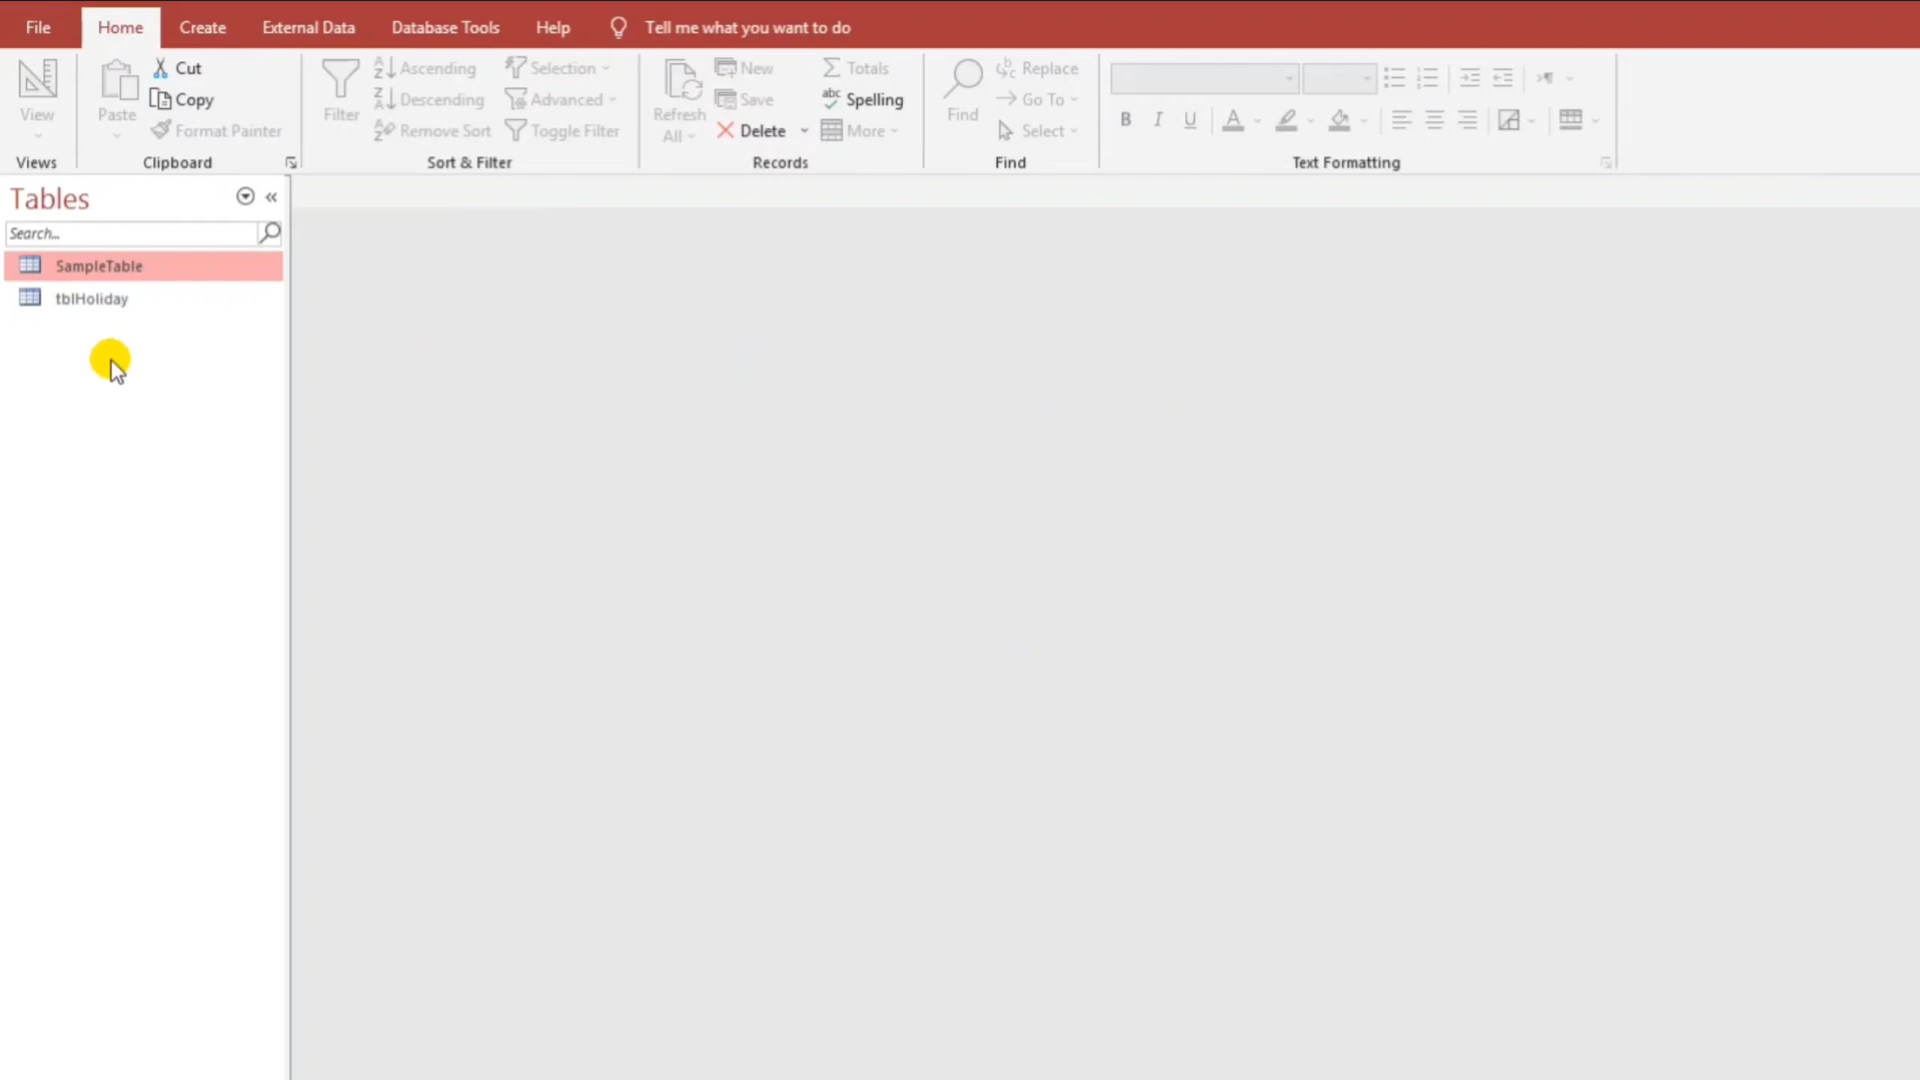 File Home Create External Data Database Tools Help Tell me what you want to do
View
Views
Paste
Cut
Copy
Format Painter
Clipboard
Filter
Ascending
Descending
Remove Sort
Selection
Advanced
Toggle Filter
Sort & Filter
Refresh
All
New
Save
Delete
Totals
Spelling
More
Records
Find
Replace
Go To
Select
Find
B I U A
Text Formatting
Tables
Search...
SampleTable
tblHoliday